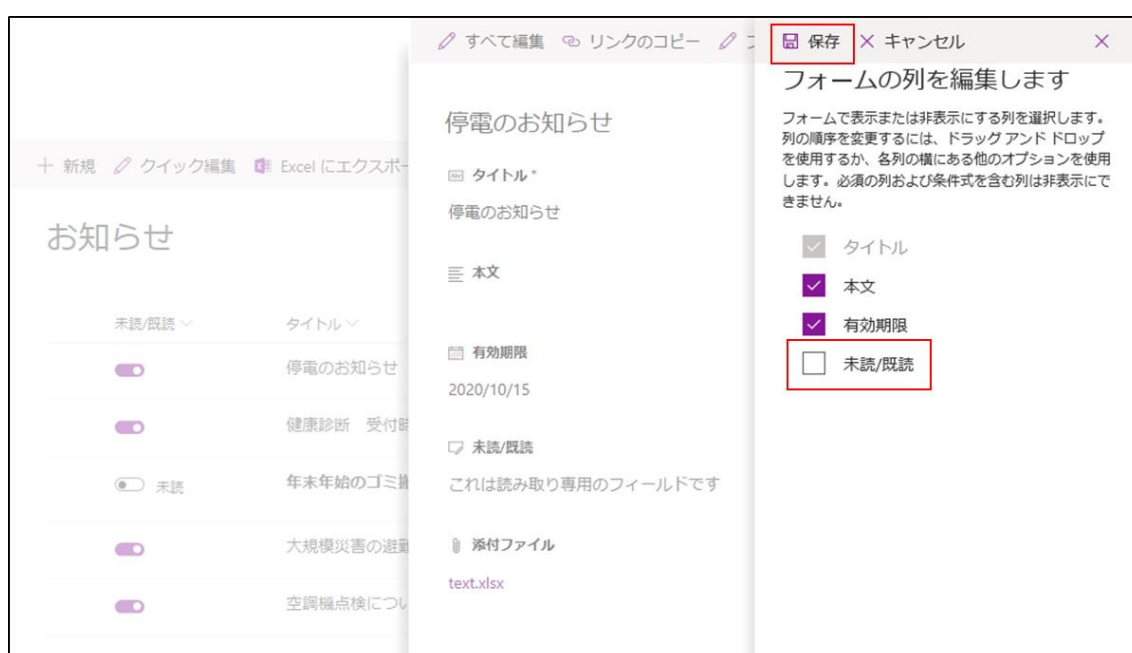 ＋ 新規 クイック編集 Excel にエクスポー
お知らせ
未読/既読 タイトル
停電のお知らせ
健康診断 受付時
未読 年末年始のゴミ搬
大規模災害の避難
空調機点検につい
すべて編集 リンクのコピー
停電のお知らせ
Abc タイトル *
停電のお知らせ
本文
有効期限
2020/10/15
未読/既読
これは読み取り専用のフィールドです
添付ファイル
text.xlsx
保存 キャンセル
フォームの列を編集します
フォームで表示または非表示にする列を選択します。
列の順序を変更するには、ドラッグ アンド ドロップ
を使用するか、各列の横にある他のオプションを使用
します。必須の列および条件式を含む列は非表示にで
きません。
タイトル
本文
有効期限
未読/既読